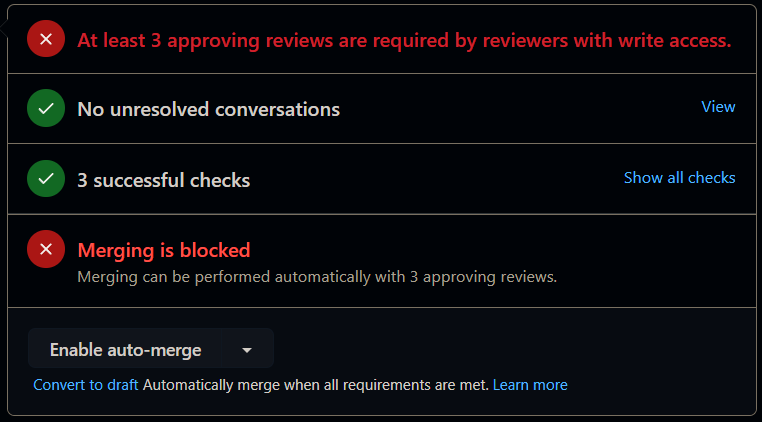 At least 3 approving reviews are required by reviewers with write access.
No unresolved conversations View
3 successful checks Show all checks
Merging is blocked
Merging can be performed automatically with 3 approving reviews.
Enable auto-merge
Convert to draft Automatically merge when all requirements are met. Learn more